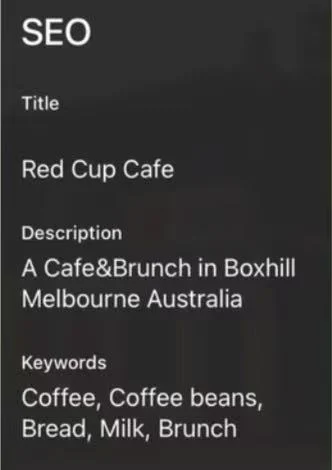 SEO
Title
Red Cup Cafe
Description
A Cafe&Brunch in Boxhill
Melbourne Australia
Keywords
Coffee, Coffee beans,
Bread, Milk, Brunch